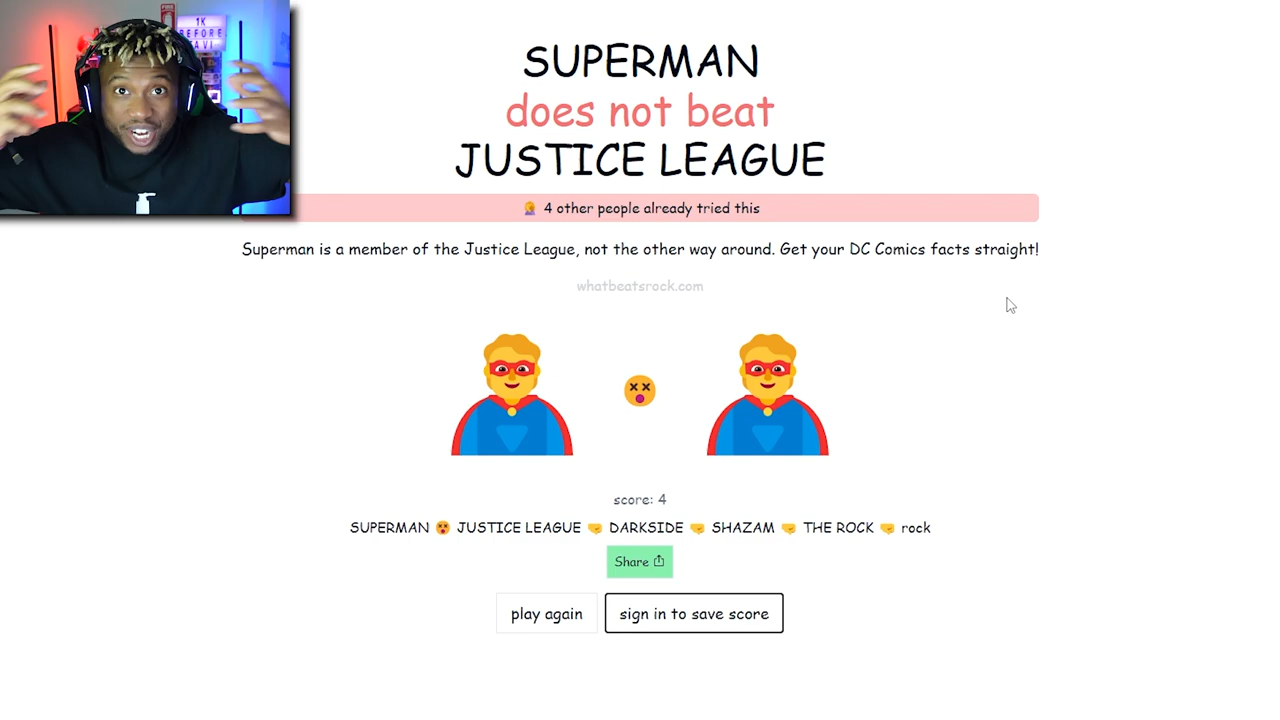 1K
BEFORE
SUPERMAN
does not beat
JUSTICE LEAGUE
4 other people already tried this
Superman is a member of the Justice League, not the other way around. Get your DC Comics facts straight!
whatbeatsrock.com
score: 4
SUPERMAN JUSTICE LEAGUE DARKSIDE SHAZAM THE ROCK rock
Share
play again sign in to save score